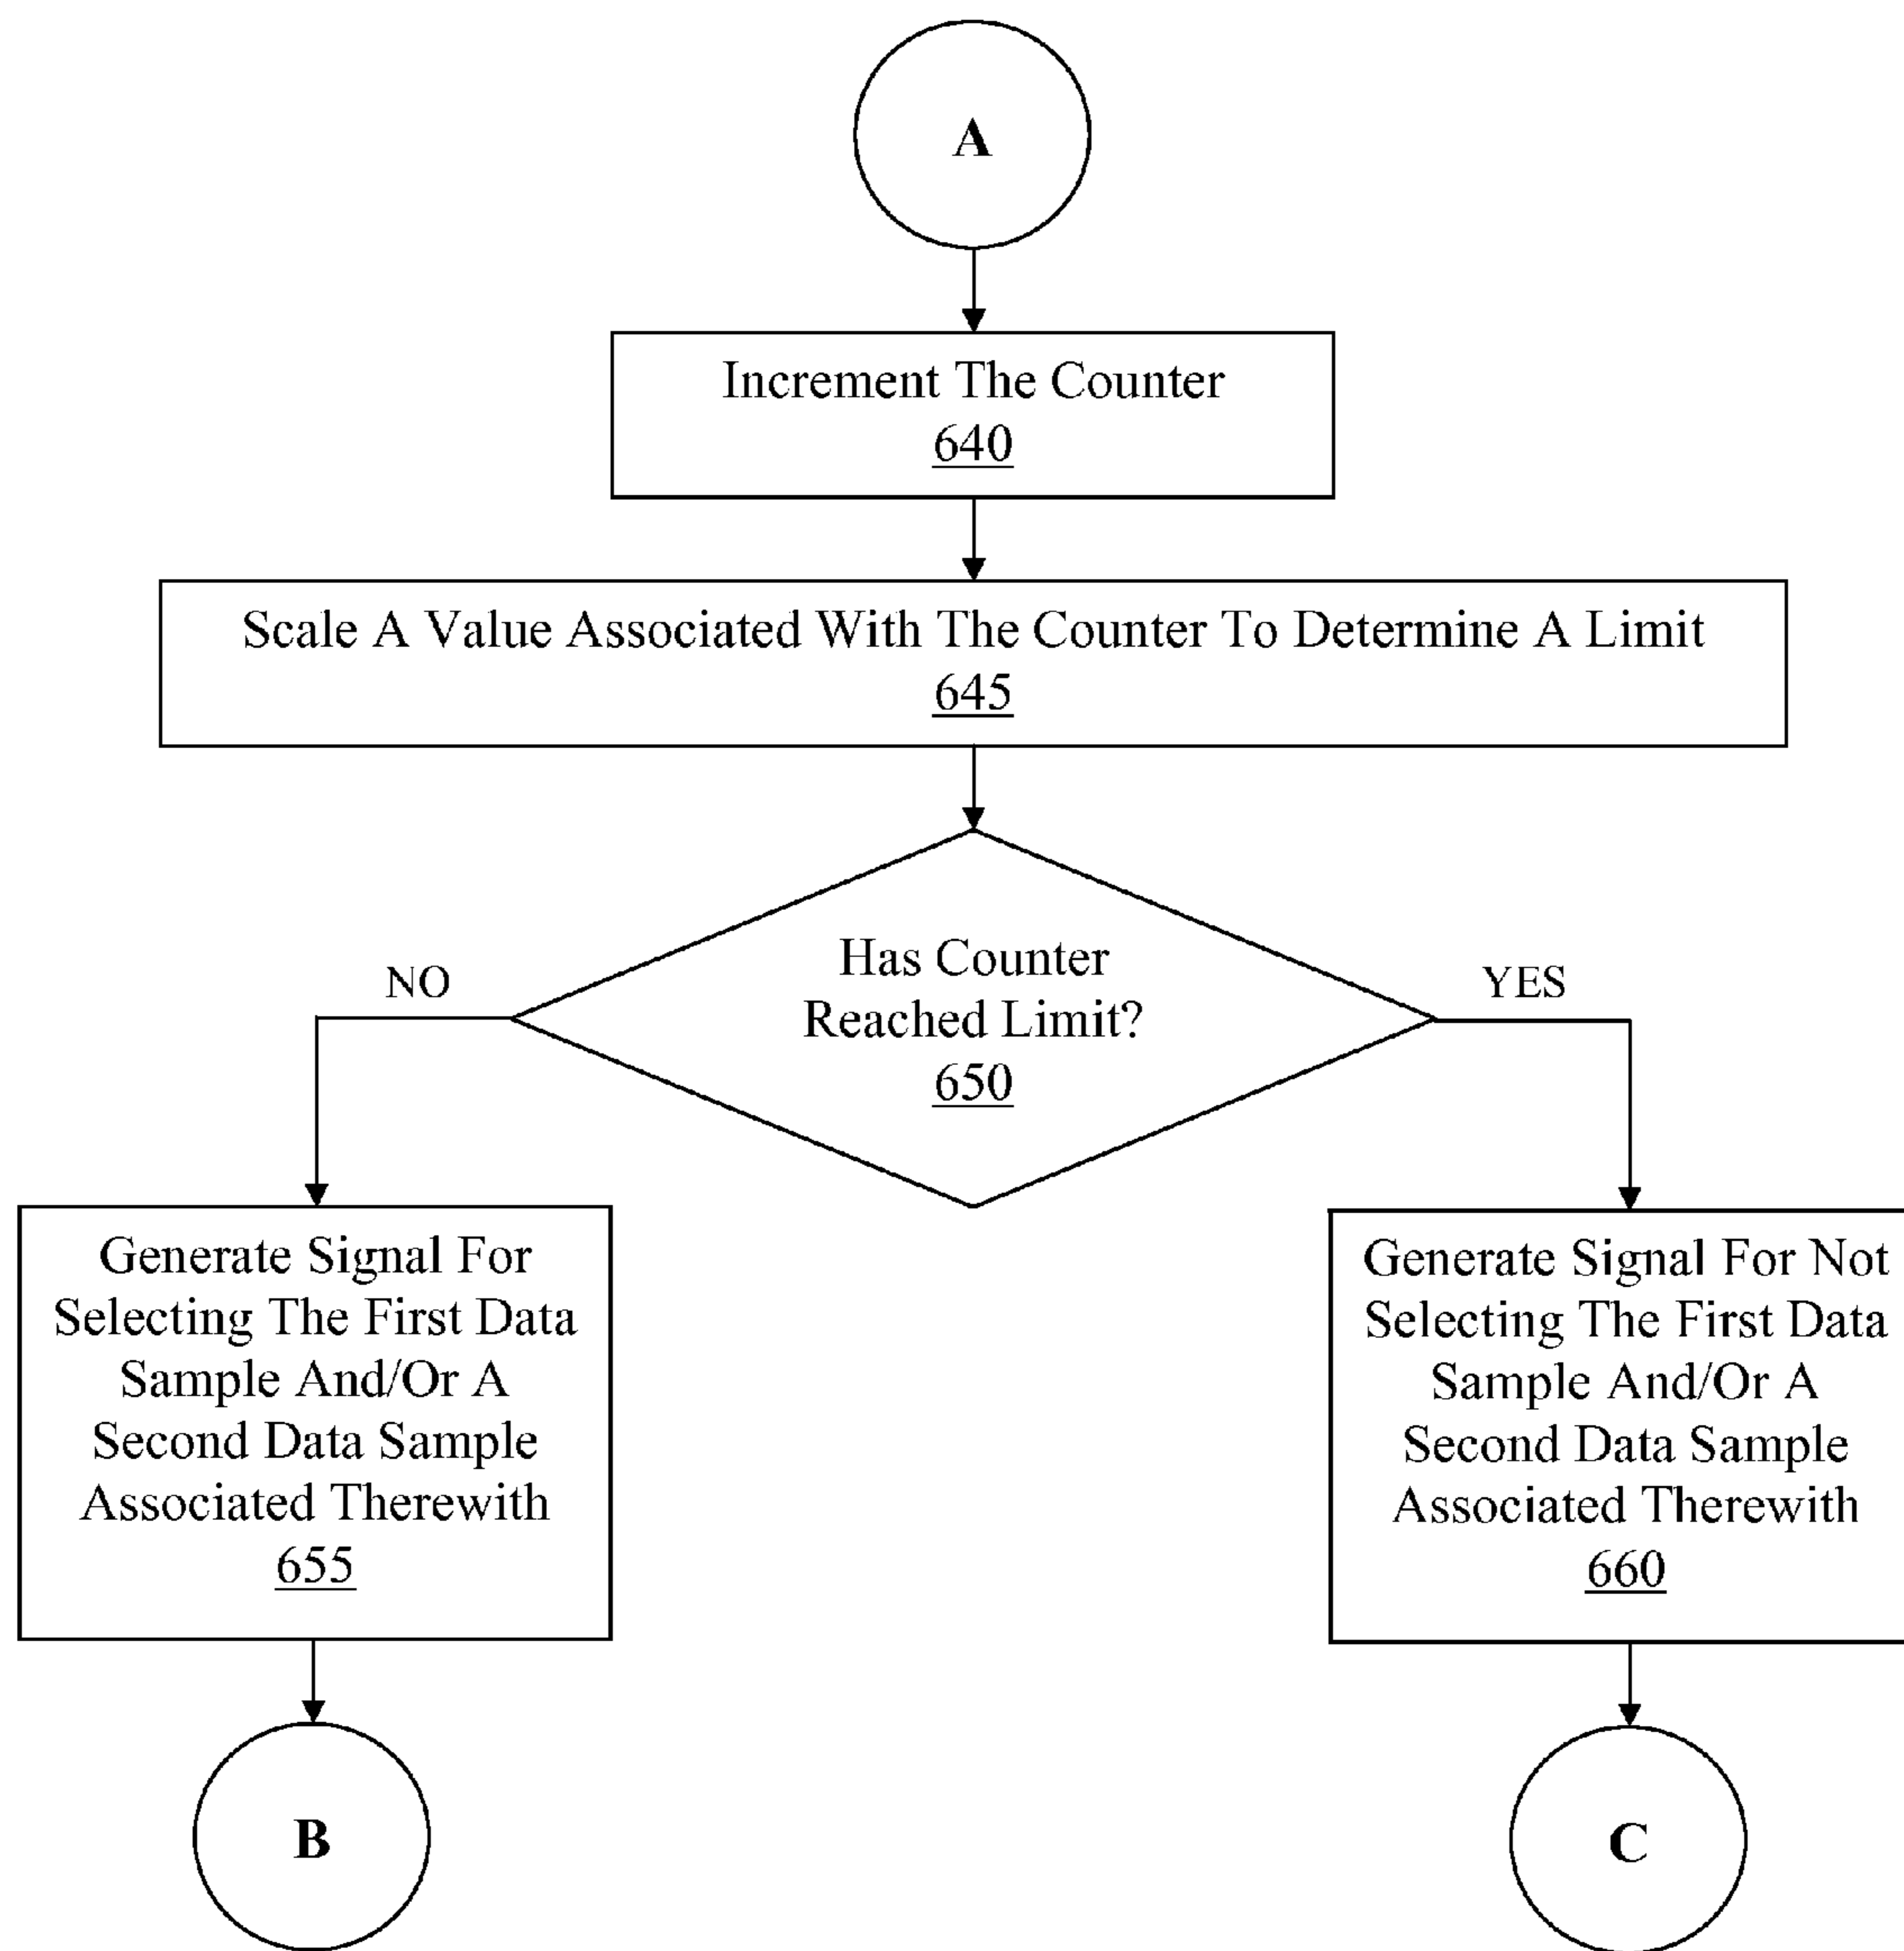 A
Increment The Counter
640
Scale A Value Associated With The Counter To Determine A Limit
645
Has Counter
Reached Limit?
650
NO
YES
Generate Signal For
Selecting The First Data
Sample And/Or A
Second Data Sample
Associated Therewith
655
Generate Signal For Not
Selecting The First Data
Sample And/Or A
Second Data Sample
Associated Therewith
660
B
C